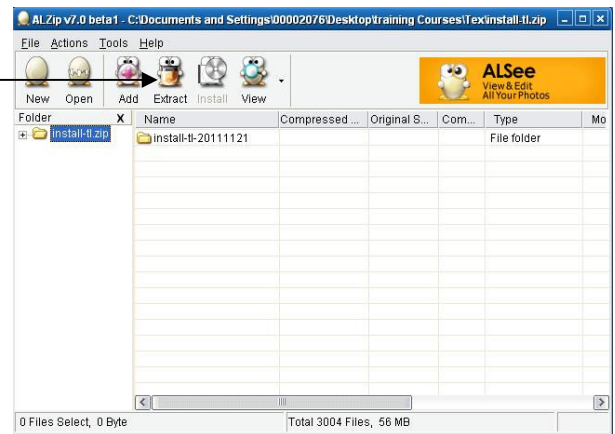 ALZip v7.0 beta1 - C:\Documents and Settings\00002076\Desktop\training Courses\Tex\install-tl.zip
File Actions Tools Help
New Open Add Extract Install View
ALSee
View & Edit
All Your Photos
Folder X Name Compressed ... Original S... Com... Type Mo
install-tl.zip
install-tl-20111121 File folder
0 Files Select, 0 Byte Total 3004 Files, 56 MB